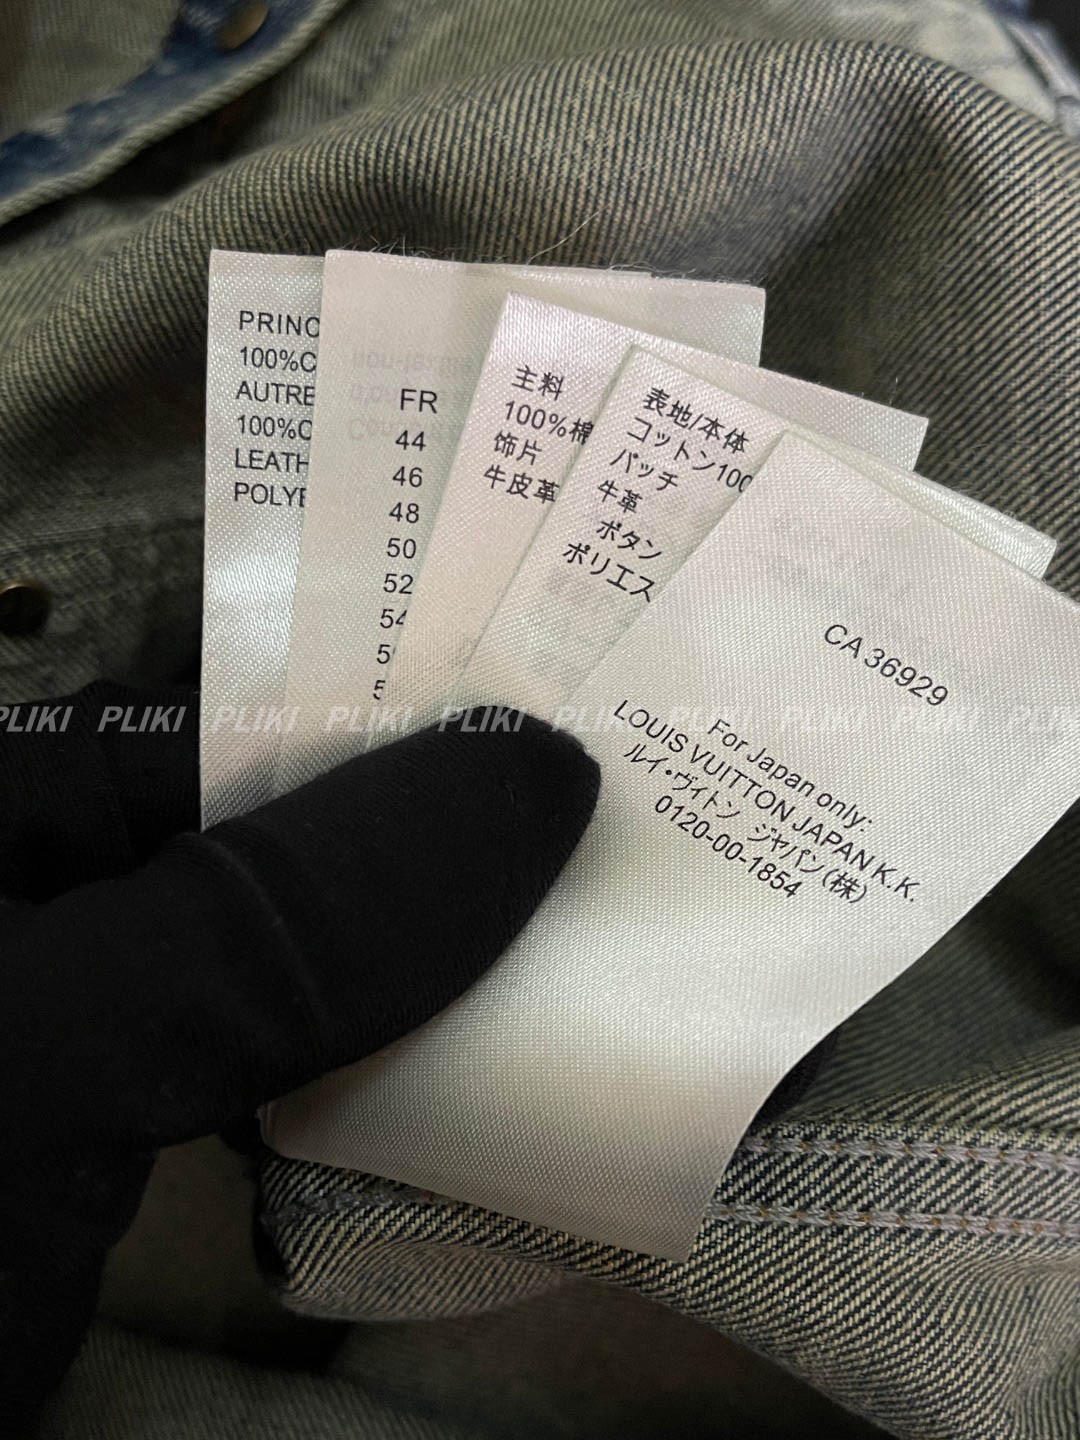 PRINC
100%C
AUTRE
100%C
LEATH
POLYE
FR
44
46
48
50
52
54
主料
100%棉
饰片
牛皮革
表地/本体
コットン100
パッチ
牛革
ボタン
ポリエス
CA 36929
For Japan only:
LOUIS VUITTON JAPAN K.K.
ルイ・ヴィトン ジャパン(株)
0120-00-1854
PLIKI PLIKI PLIKI PLIKI PLIKI PLIKI PLIKI PLIKI PLIKI PLIKI